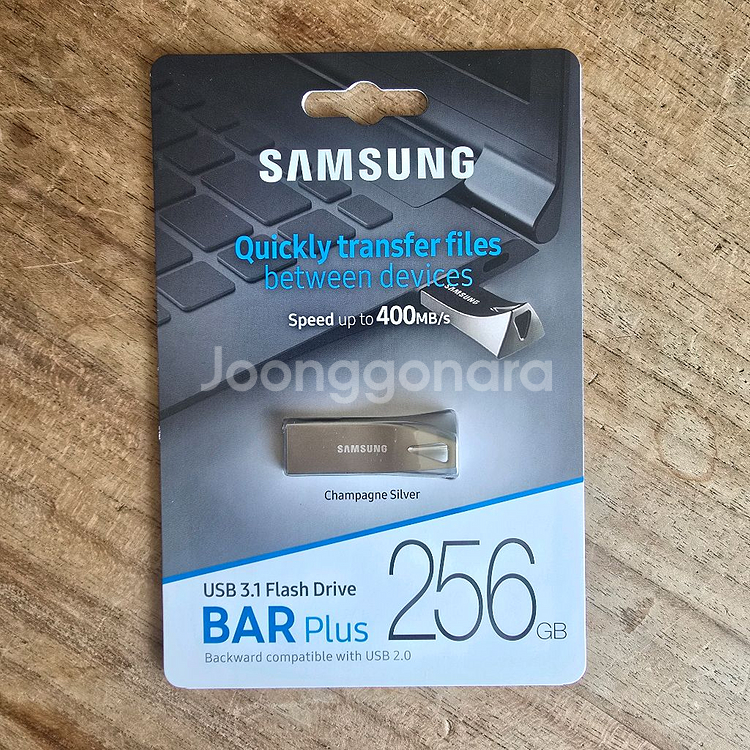 SAMSUNG
Quickly transfer files
between devices
SAMSUNG
Speed up to 400MB/s
Joonggonara
SAMSUNG
Champagne Silver
USB 3.1 Flash Drive
BAR Plus
256GB
Backward compatible with USB 2.0